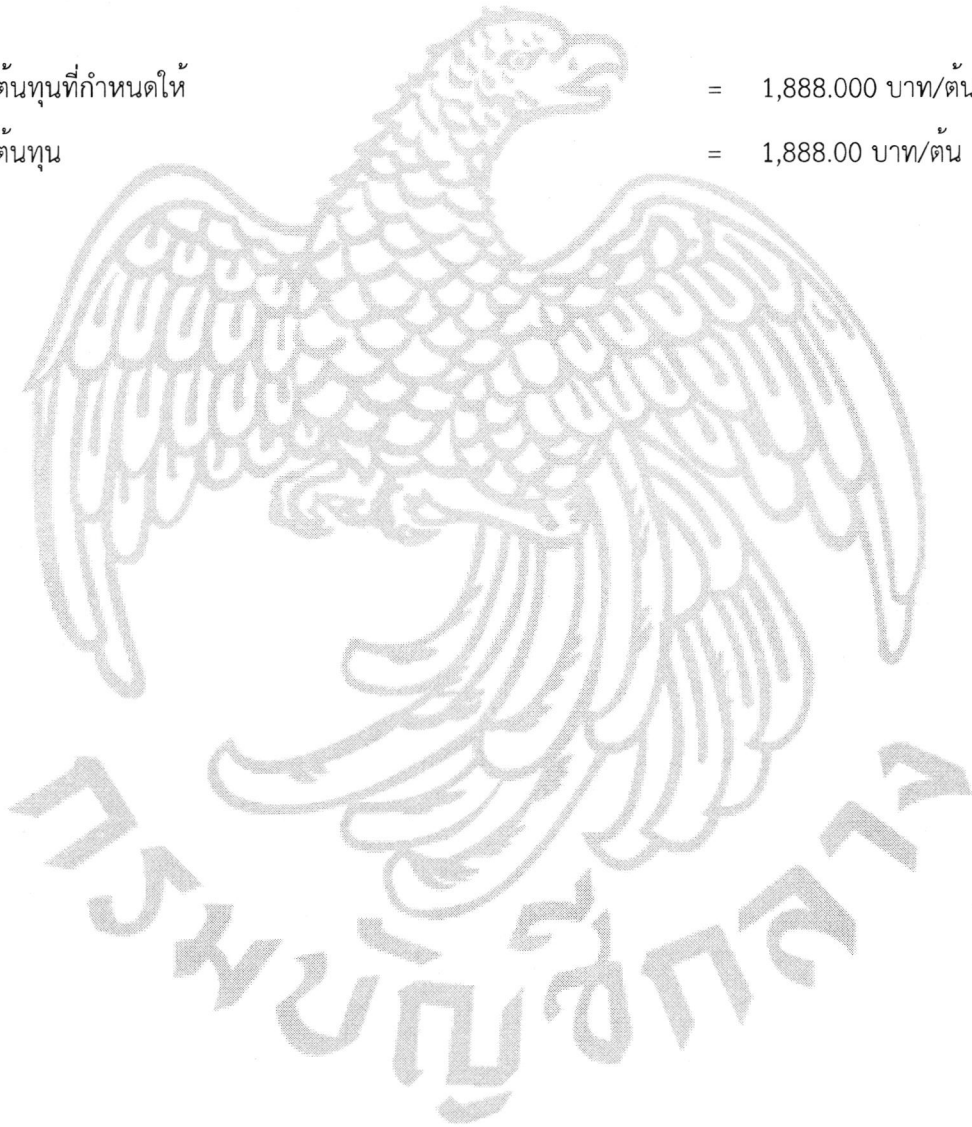 ต้นทุนที่กำหนดให้ = 1,888.000 บาท/ต้น
ต้นทุน = 1,888.00 บาท/ต้น
กรมบัญชีกลาง